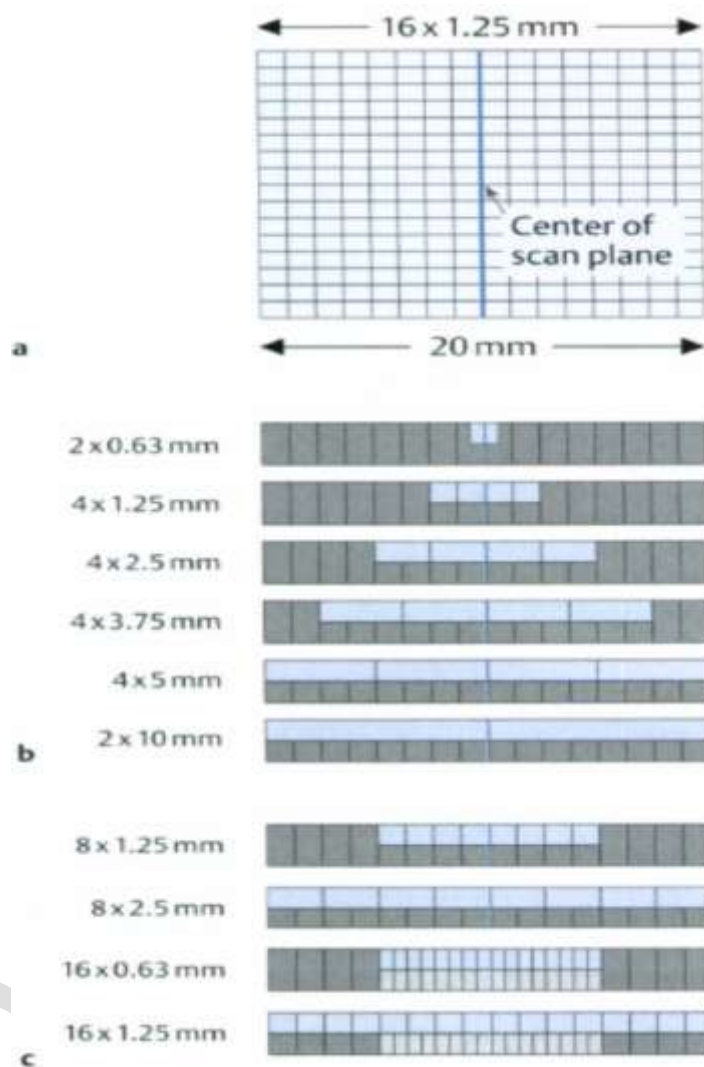 16 x 1.25 mm
Center of
scan plane
a
20 mm
2 x 0.63 mm
4 x 1.25 mm
4 x 2.5 mm
4 x 3.75 mm
4 x 5 mm
2 x 10 mm
b
8 x 1.25 mm
8 x 2.5 mm
16 x 0.63 mm
16 x 1.25 mm
c